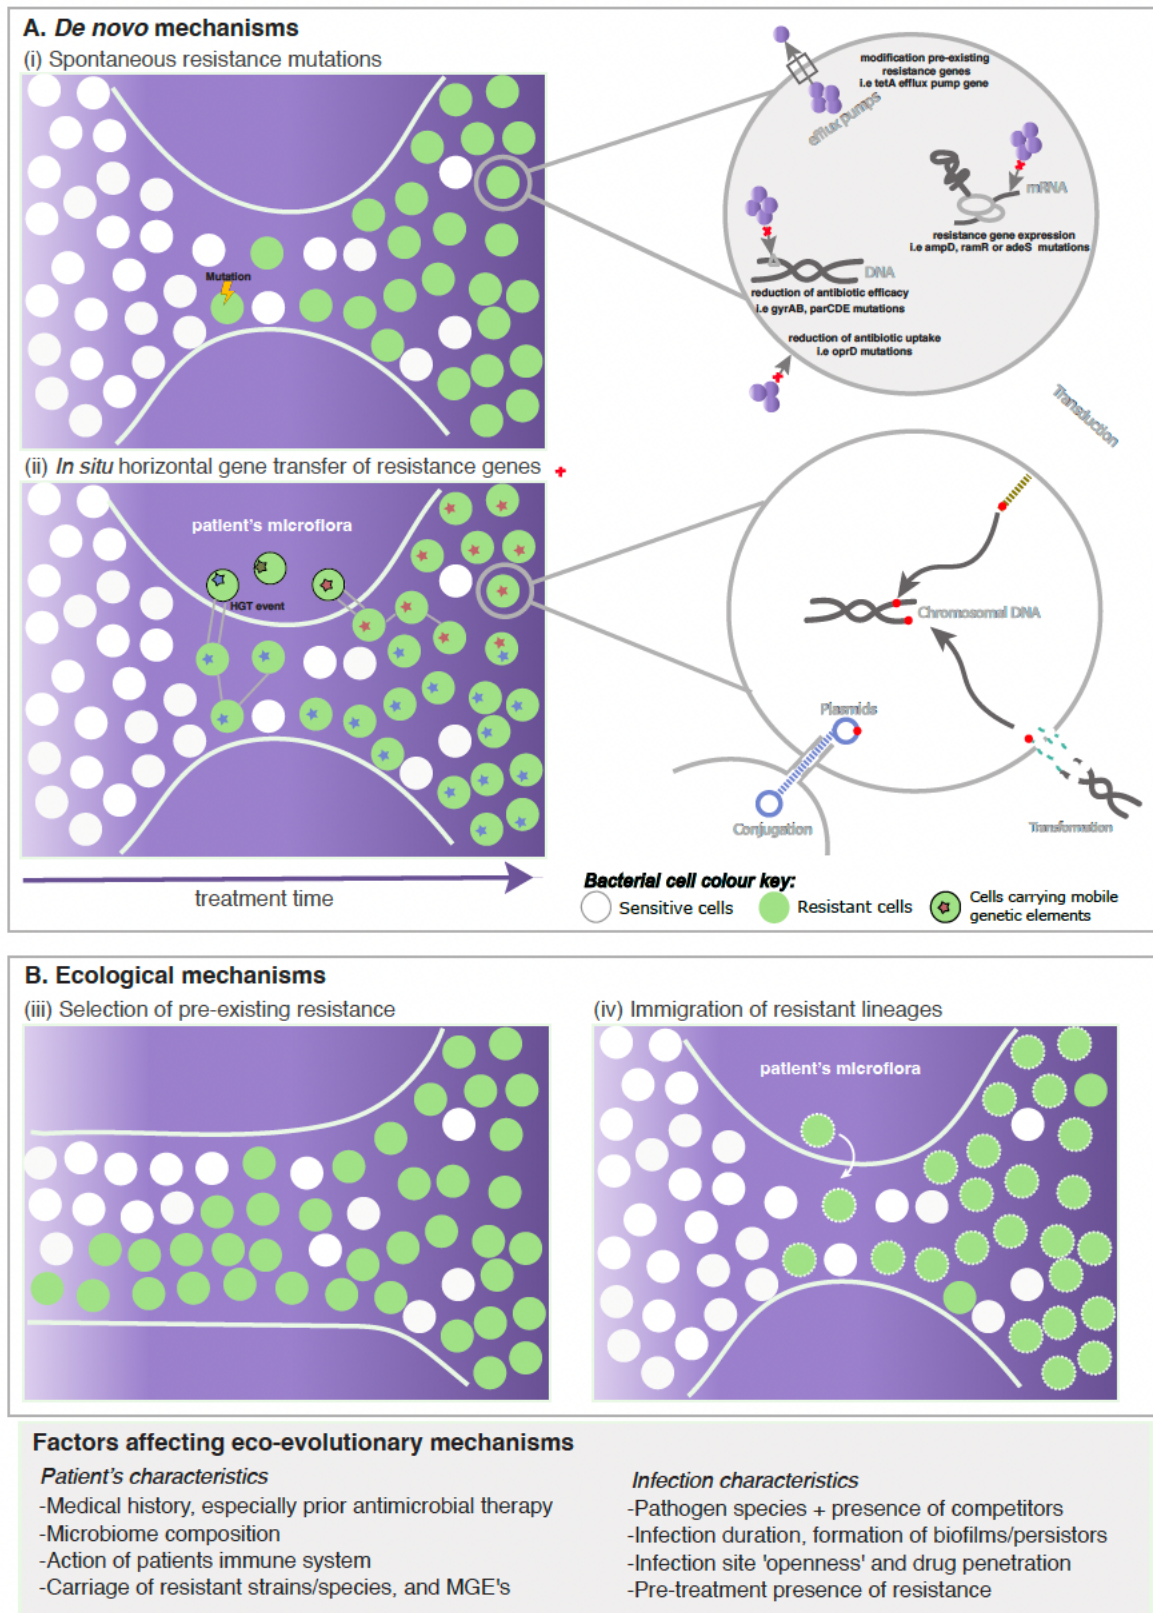 A. De novo mechanisms
(i) Spontaneous resistance mutations
Mutation
modification pre-existing
resistance genes
i.e tetA efflux pump gene
efflux pumps
mRNA
resistance gene expression
i.e ampD, ramR or adeS mutations
DNA
reduction of antibiotic efficacy
i.e gyrAB, parCDE mutations
reduction of antibiotic uptake
i.e oprD mutations
(ii) In situ horizontal gene transfer of resistance genes
patient's microflora
HGT event
Transduction
Chromosomal DNA
Plasmids
Conjugation
Transfomation
treatment time
Bacterial cell colour key:
Sensitive cells
Resistant cells
Cells carrying mobile
genetic elements
B. Ecological mechanisms
(iii) Selection of pre-existing resistance
(iv) Immigration of resistant lineages
patient's microflora
Factors affecting eco-evolutionary mechanisms
Patient's characteristics
-Medical history, especially prior antimicrobial therapy
-Microbiome composition
-Action of patients immune system
-Carriage of resistant strains/species, and MGE's
Infection characteristics
-Pathogen species + presence of competitors
-Infection duration, formation of biofilms/persistors
-Infection site 'openness' and drug penetration
-Pre-treatment presence of resistance